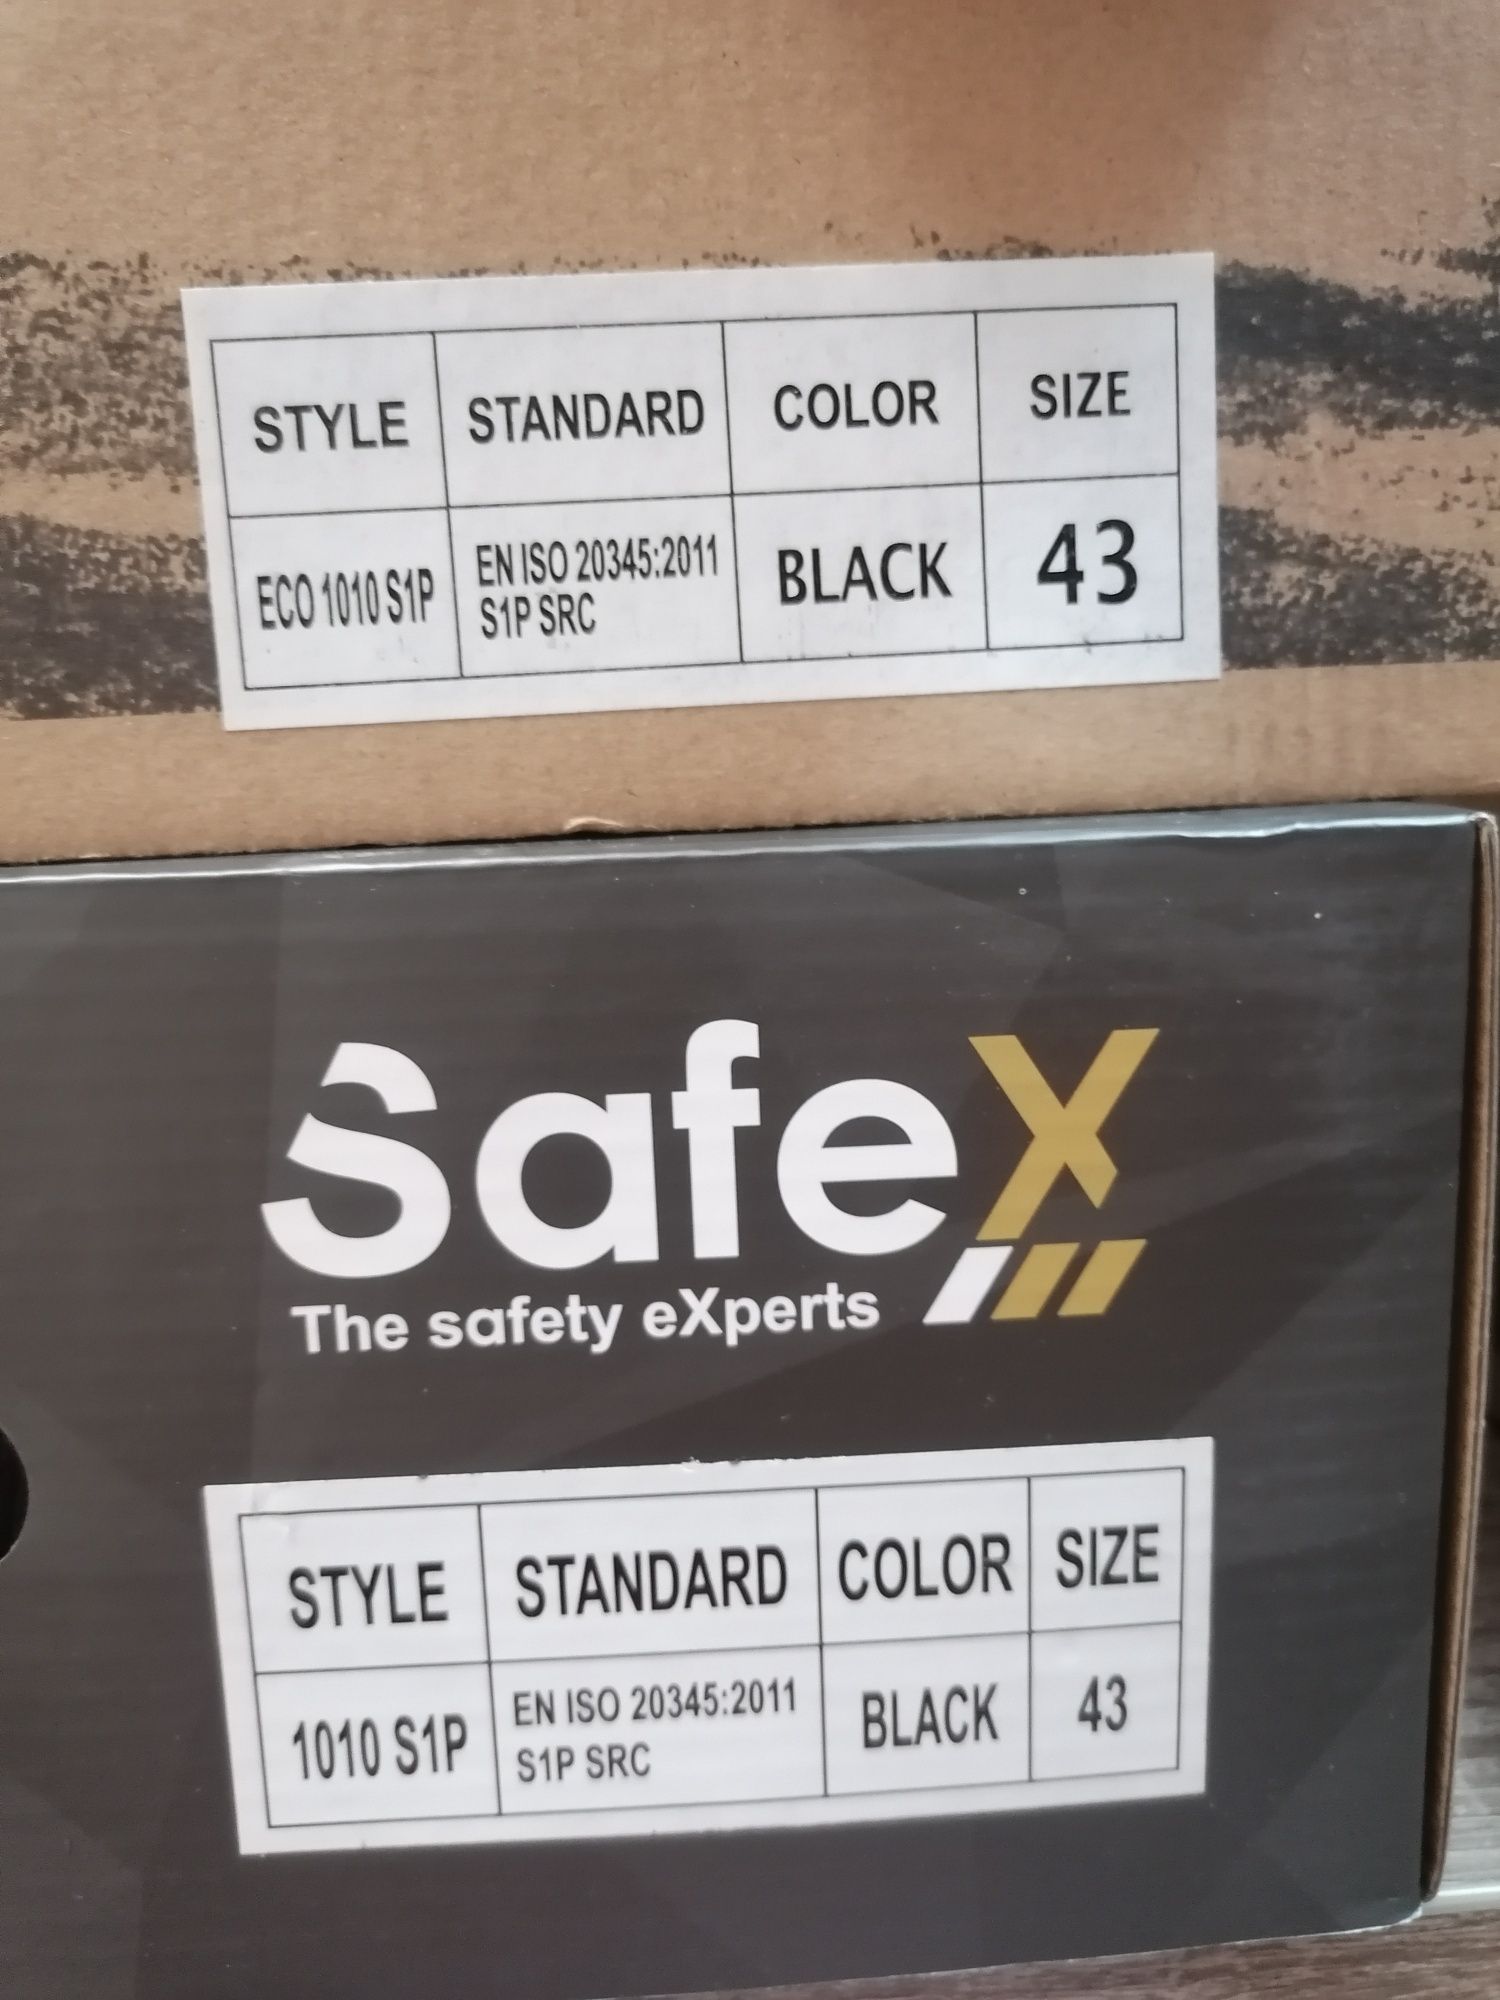 STYLE STANDARD COLOR SIZE
ECO 1010 S1P EN ISO 20345:2011 BLACK 43
S1P SRC
SafeX
The safety eXperts
STYLE STANDARD COLOR SIZE
1010 S1P EN ISO 20345:2011 BLACK 43
S1P SRC